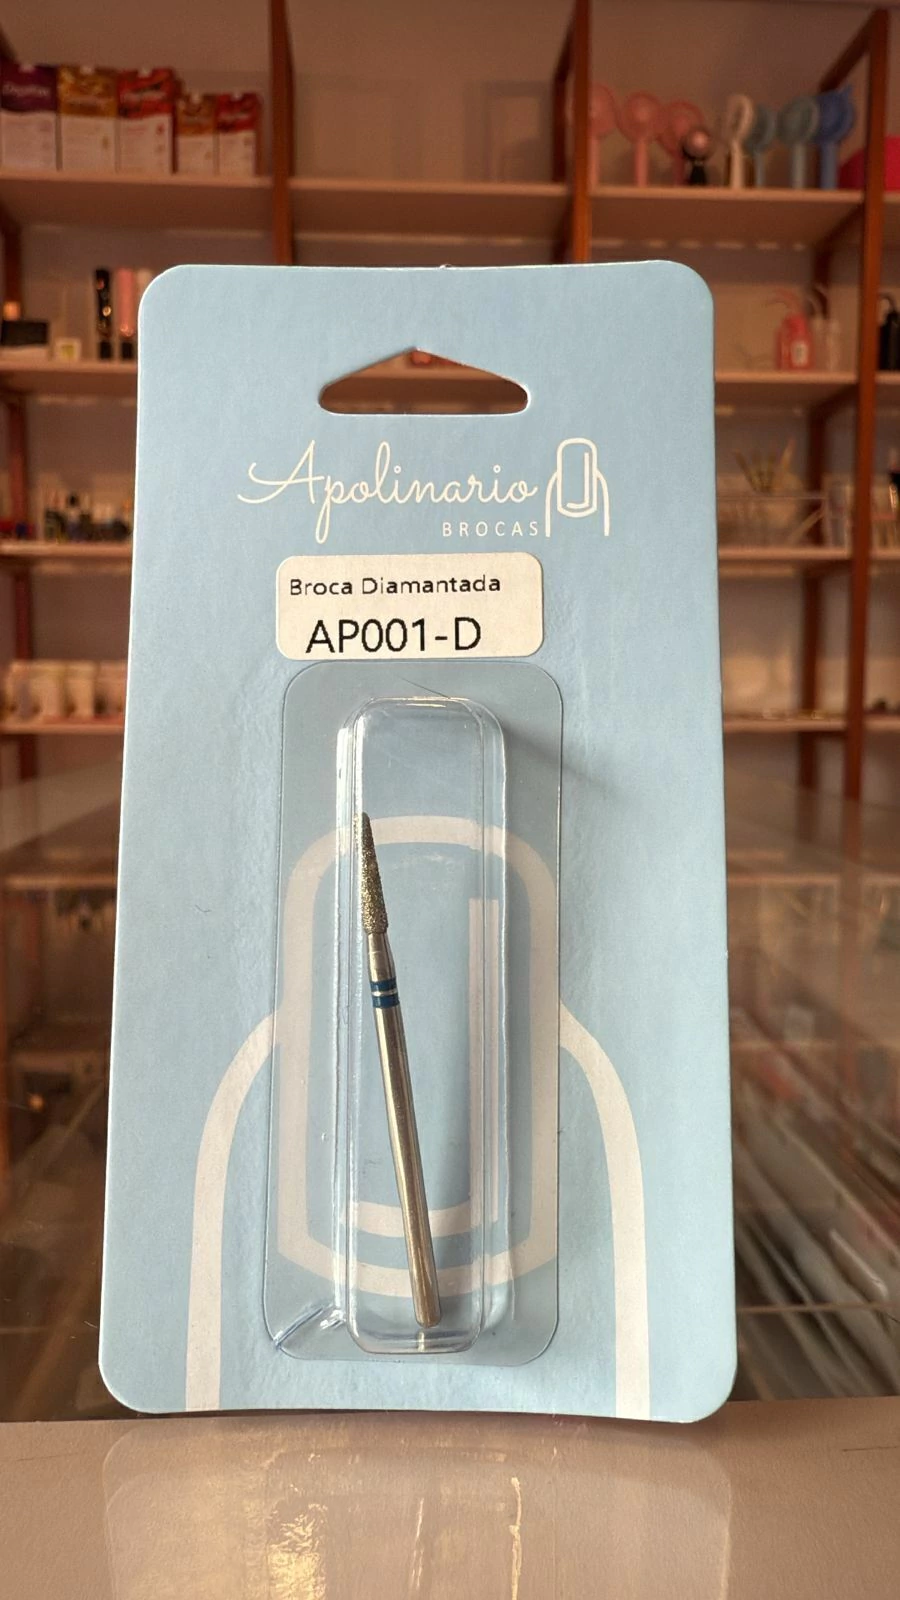 Apolinario
BROCAS
Broca Diamantada
AP001-D